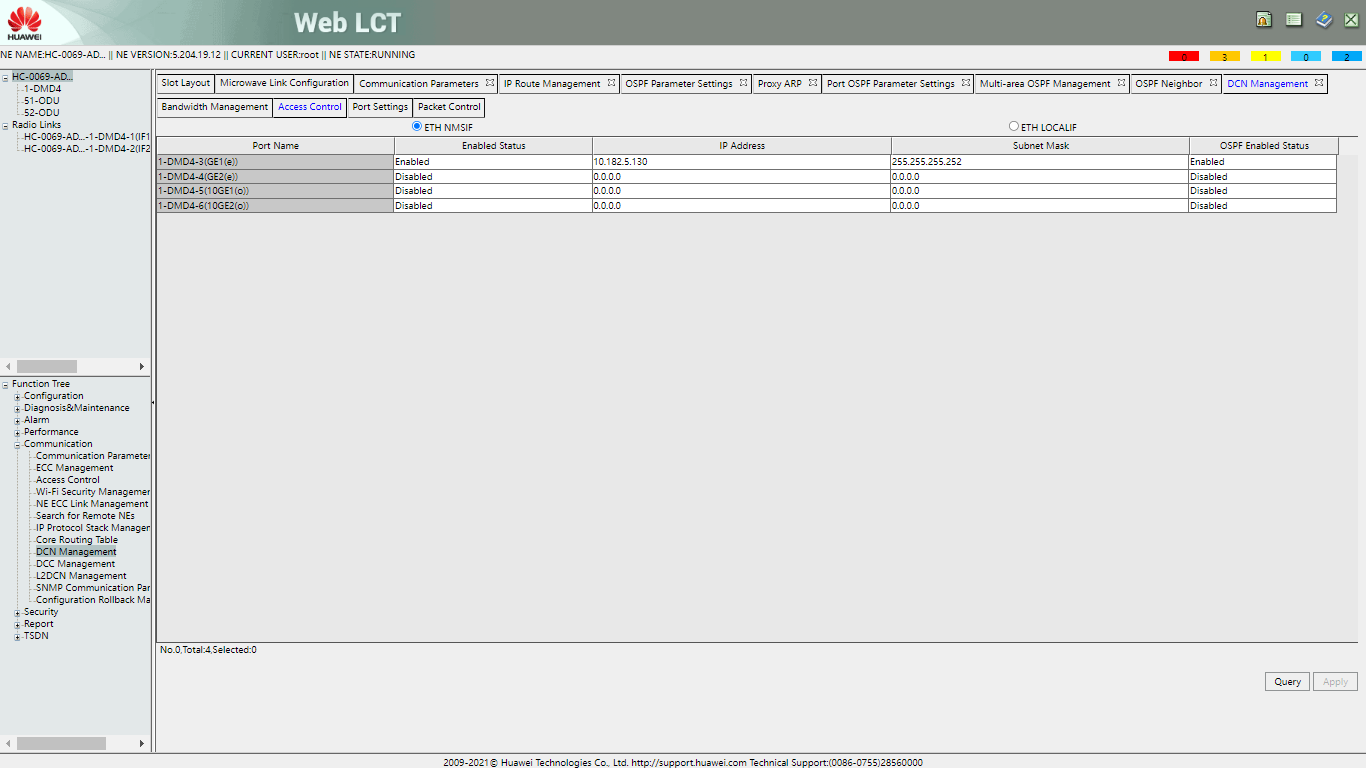 HUAWEI
Web LCT
NE NAME:HC-0069-AD... || NE VERSION:5.204.19.12 || CURRENT USER:root || NE STATE:RUNNING
0 3 1 0 2
HC-0069-AD...
1-DMD4
51-ODU
52-ODU
Radio Links
HC-0069-AD...-1-DMD4-1(IF1
HC-0069-AD...-1-DMD4-2(IF2
Function Tree
Configuration
Diagnosis&Maintenance
Alarm
Performance
Communication
Communication Parameter
ECC Management
Access Control
Wi-Fi Security Managemer
NE ECC Link Management
Search for Remote NEs
IP Protocol Stack Manager
Core Routing Table
DCN Management
DCC Management
L2DCN Management
SNMP Communication Par
Configuration Rollback Ma
Security
Report
TSDN
Slot Layout Microwave Link Configuration Communication Parameters IP Route Management OSPF Parameter Settings Proxy ARP Port OSPF Parameter Settings Multi-area OSPF Management OSPF Neighbor DCN Management
Bandwidth Management Access Control Port Settings Packet Control
ETH NMSIF ETH LOCALIF
Port Name Enabled Status IP Address Subnet Mask OSPF Enabled Status
1-DMD4-3(GE1(e)) Enabled 10.182.5.130 255.255.255.252 Enabled
1-DMD4-4(GE2(e)) Disabled 0.0.0.0 0.0.0.0 Disabled
1-DMD4-5(10GE1(o)) Disabled 0.0.0.0 0.0.0.0 Disabled
1-DMD4-6(10GE2(o)) Disabled 0.0.0.0 0.0.0.0 Disabled
No.0,Total:4,Selected:0
Query Apply
2009-2021© Huawei Technologies Co., Ltd. http://support.huawei.com Technical Support:(0086-0755)28560000